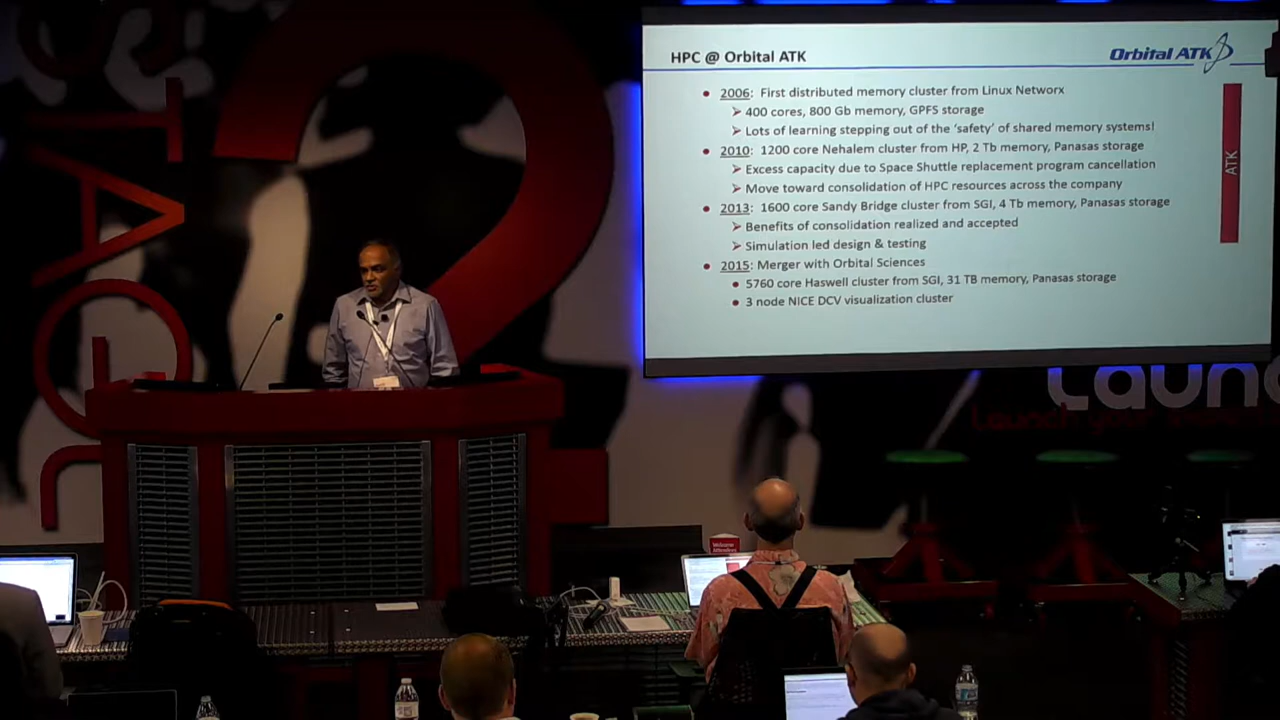 HPC @ Orbital ATK
Orbital ATK
• 2006: First distributed memory cluster from Linux Networx
➢ 400 cores, 800 Gb memory, GPFS storage
➢ Lots of learning stepping out of the 'safety' of shared memory systems!
• 2010: 1200 core Nehalem cluster from HP, 2 Tb memory, Panasas storage
➢ Excess capacity due to Space Shuttle replacement program cancellation
➢ Move toward consolidation of HPC resources across the company
• 2013: 1600 core Sandy Bridge cluster from SGI, 4 Tb memory, Panasas storage
➢ Benefits of consolidation realized and accepted
➢ Simulation led design & testing
• 2015: Merger with Orbital Sciences
• 5760 core Haswell cluster from SGI, 31 TB memory, Panasas storage
• 3 node NICE DCV visualization cluster
ATK
STAGE
2
Launc
Launch your
Welcome